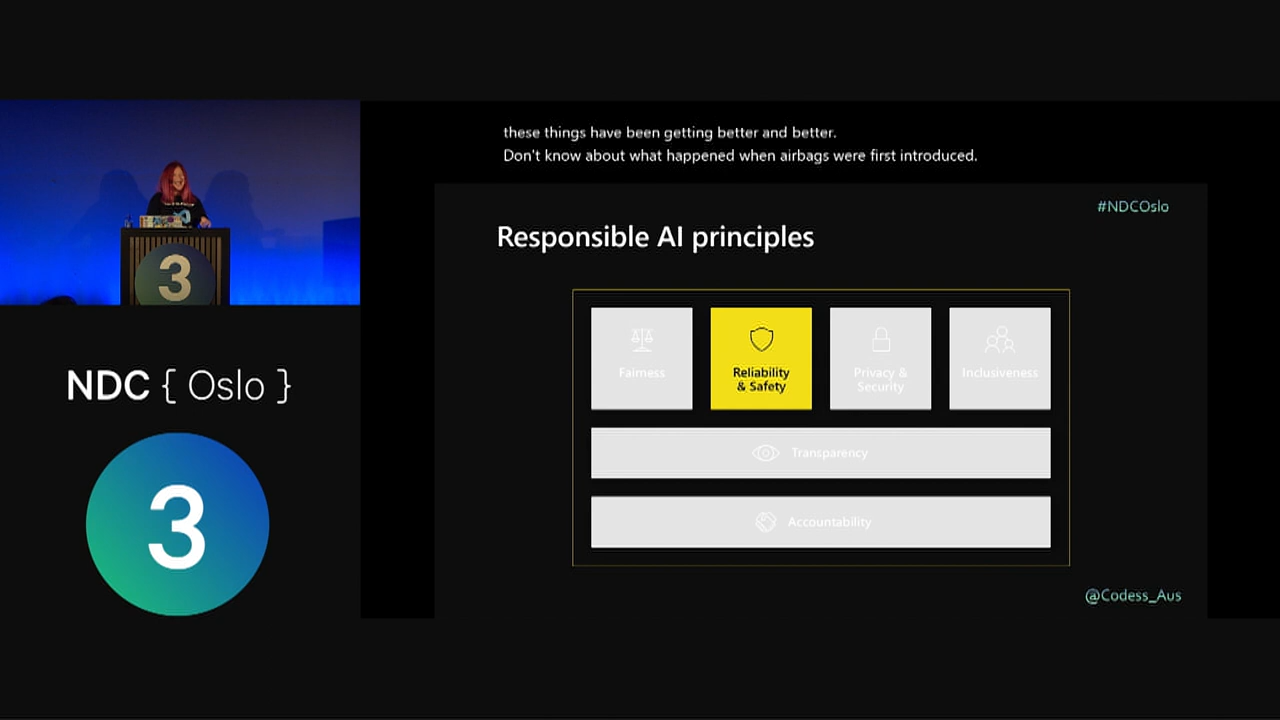 these things have been getting better and better.
Don't know about what happened when airbags were first introduced.
#NDCOslo
Responsible AI principles
Fairness
Reliability
& Safety
Privacy &
Security
Inclusiveness
Transparency
Accountability
@Codess_Aus
3
NDC { Oslo }
3